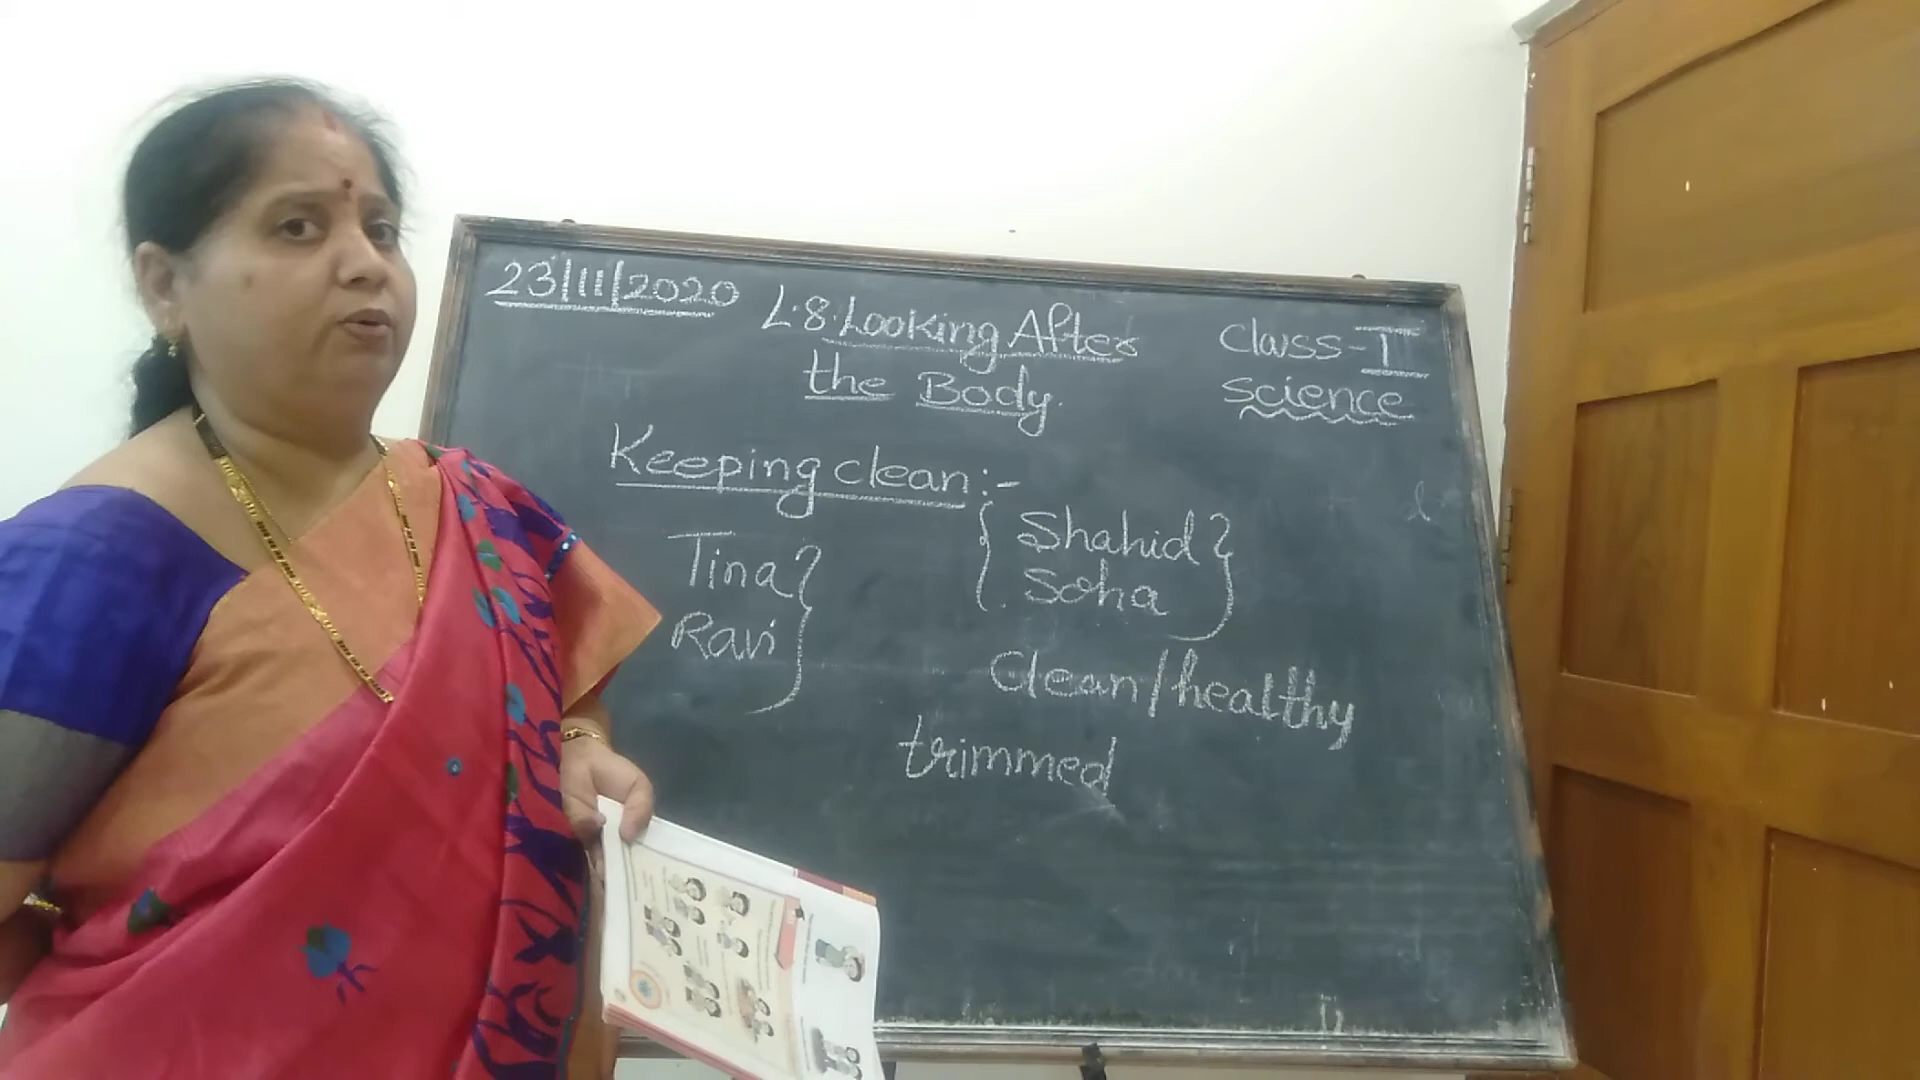 23/11/2020
L.8. Looking After
the Body.
Class-I
Science
Keeping clean:-
Tina
Ravi
Shahid
Soha
Clean/healthy
trimmed